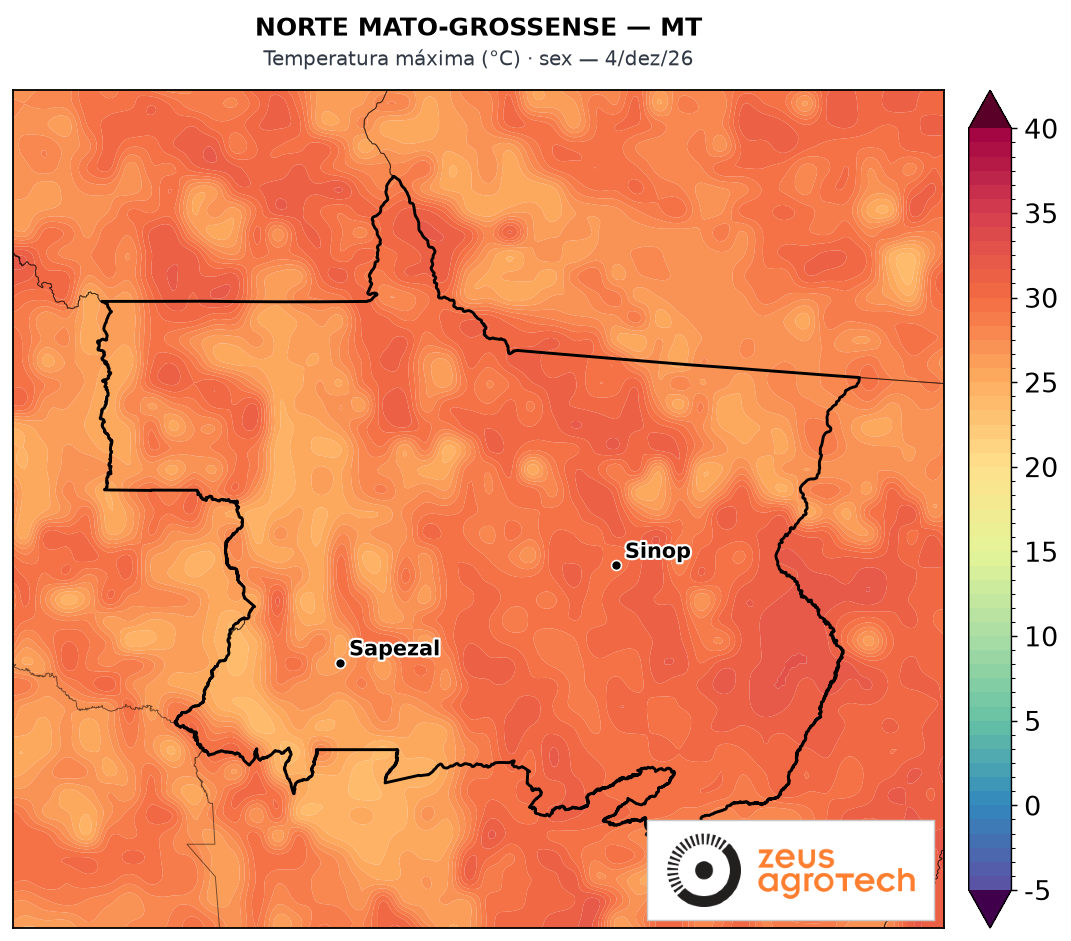 NORTE MATO-GROSSENSE — MT
Temperatura máxima (°C) · sex — 4/dez/26
40
35
30
25
20
15
10
5
0
-5
Sinop
Sapezal
zeus
agrotech